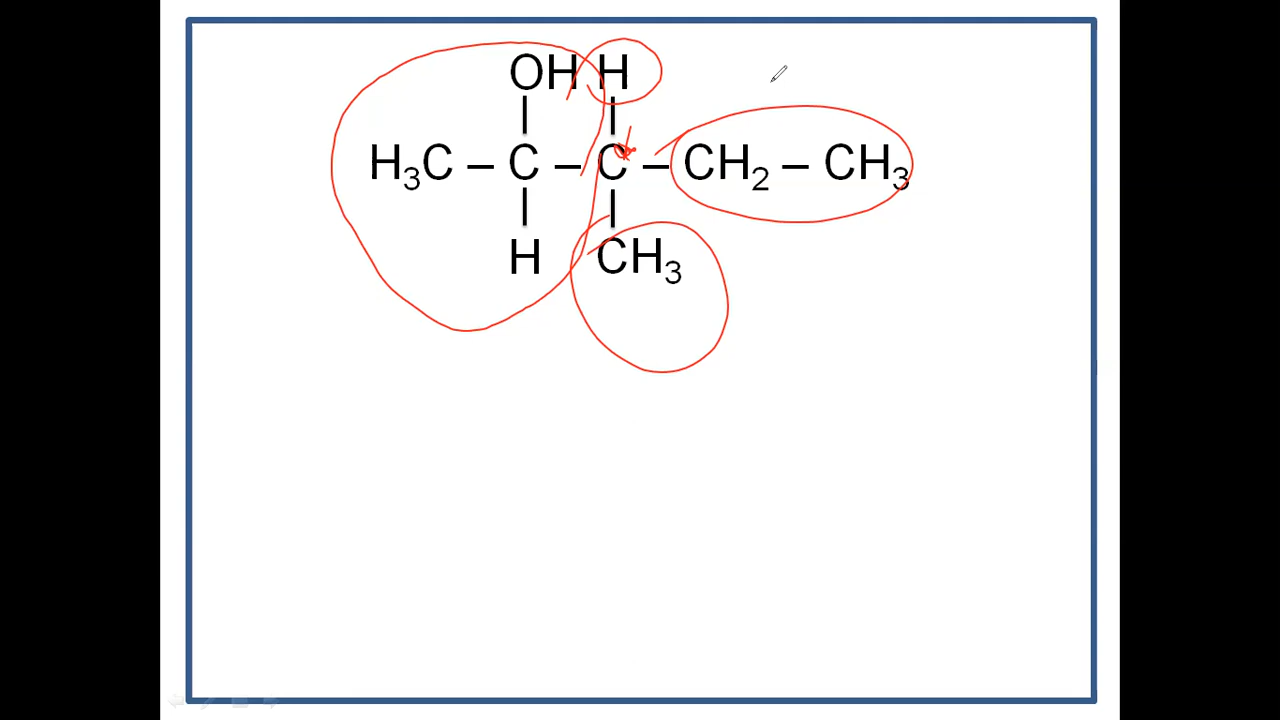 OH H
H₃C – C – C – CH₂ – CH₃
H CH₃